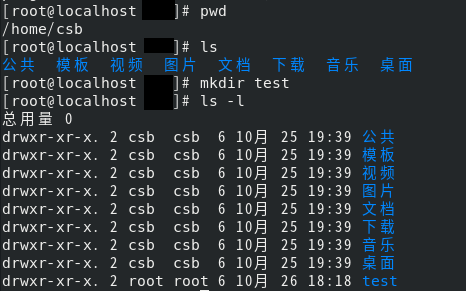 [root@localhost ]# pwd
/home/csb
[root@localhost ]# ls
公共 模板 视频 图片 文档 下载 音乐 桌面
[root@localhost ]# mkdir test
[root@localhost ]# ls -l
总用量 0
drwxr-xr-x. 2 csb csb 6 10月 25 19:39 公共
drwxr-xr-x. 2 csb csb 6 10月 25 19:39 模板
drwxr-xr-x. 2 csb csb 6 10月 25 19:39 视频
drwxr-xr-x. 2 csb csb 6 10月 25 19:39 图片
drwxr-xr-x. 2 csb csb 6 10月 25 19:39 文档
drwxr-xr-x. 2 csb csb 6 10月 25 19:39 下载
drwxr-xr-x. 2 csb csb 6 10月 25 19:39 音乐
drwxr-xr-x. 2 csb csb 6 10月 25 19:39 桌面
drwxr-xr-x. 2 root root 6 10月 26 18:18 test